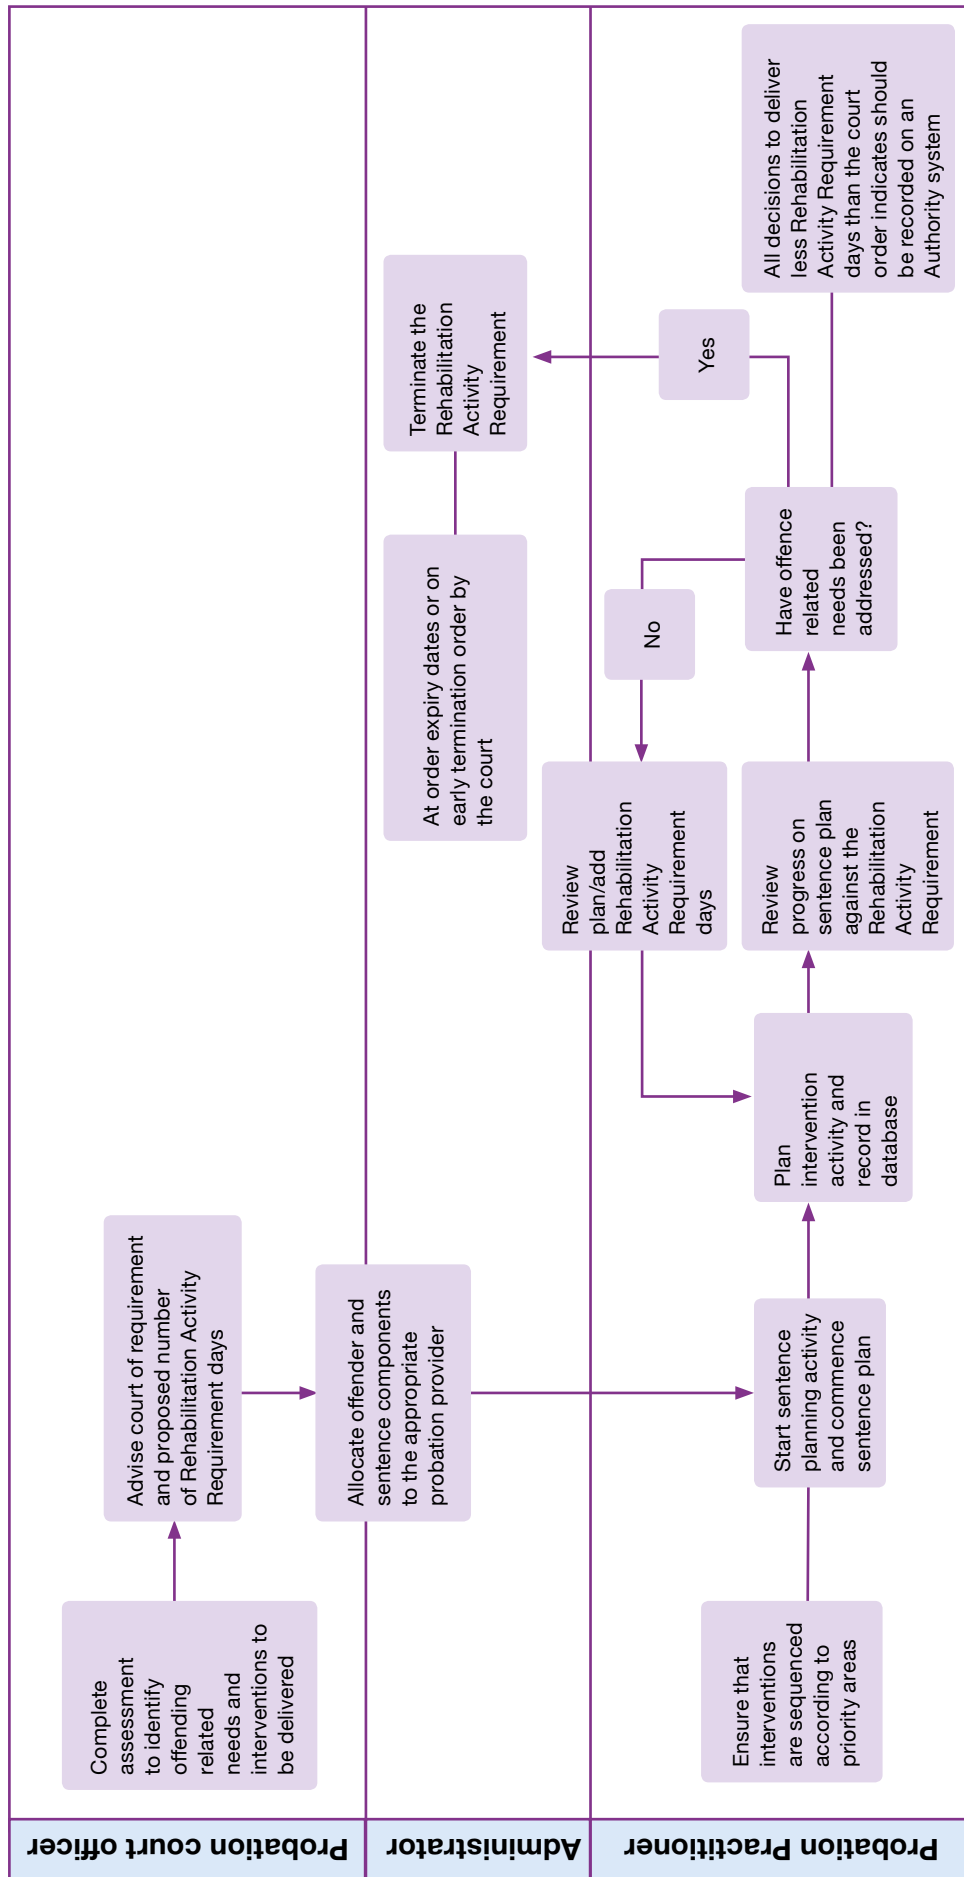 Probation court officer
Complete
assessment
to identify
offending
related
needs and
interventions to
be delivered
Advise court of requirement
and proposed number
of Rehabilitation Activity
Requirement days
Administrator
Allocate offender and
sentence components
to the appropriate
probation provider
At order expiry dates or on
early termination order by
the court
Terminate the
Rehabilitation
Activity
Requirement
Probation Practitioner
Ensure that
interventions
are sequenced
according to
priority areas
Start sentence
planning activity
and commence
sentence plan
Plan
intervention
activity and
record in
database
Review
plan/add
Rehabilitation
Activity
Requirement
days
Review
progress on
sentence plan
against the
Rehabilitation
Activity
Requirement
No
Have offence
related
needs been
addressed?
Yes
All decisions to deliver
less Rehabilitation
Activity Requirement
days than the court
order indicates should
be recorded on an
Authority system